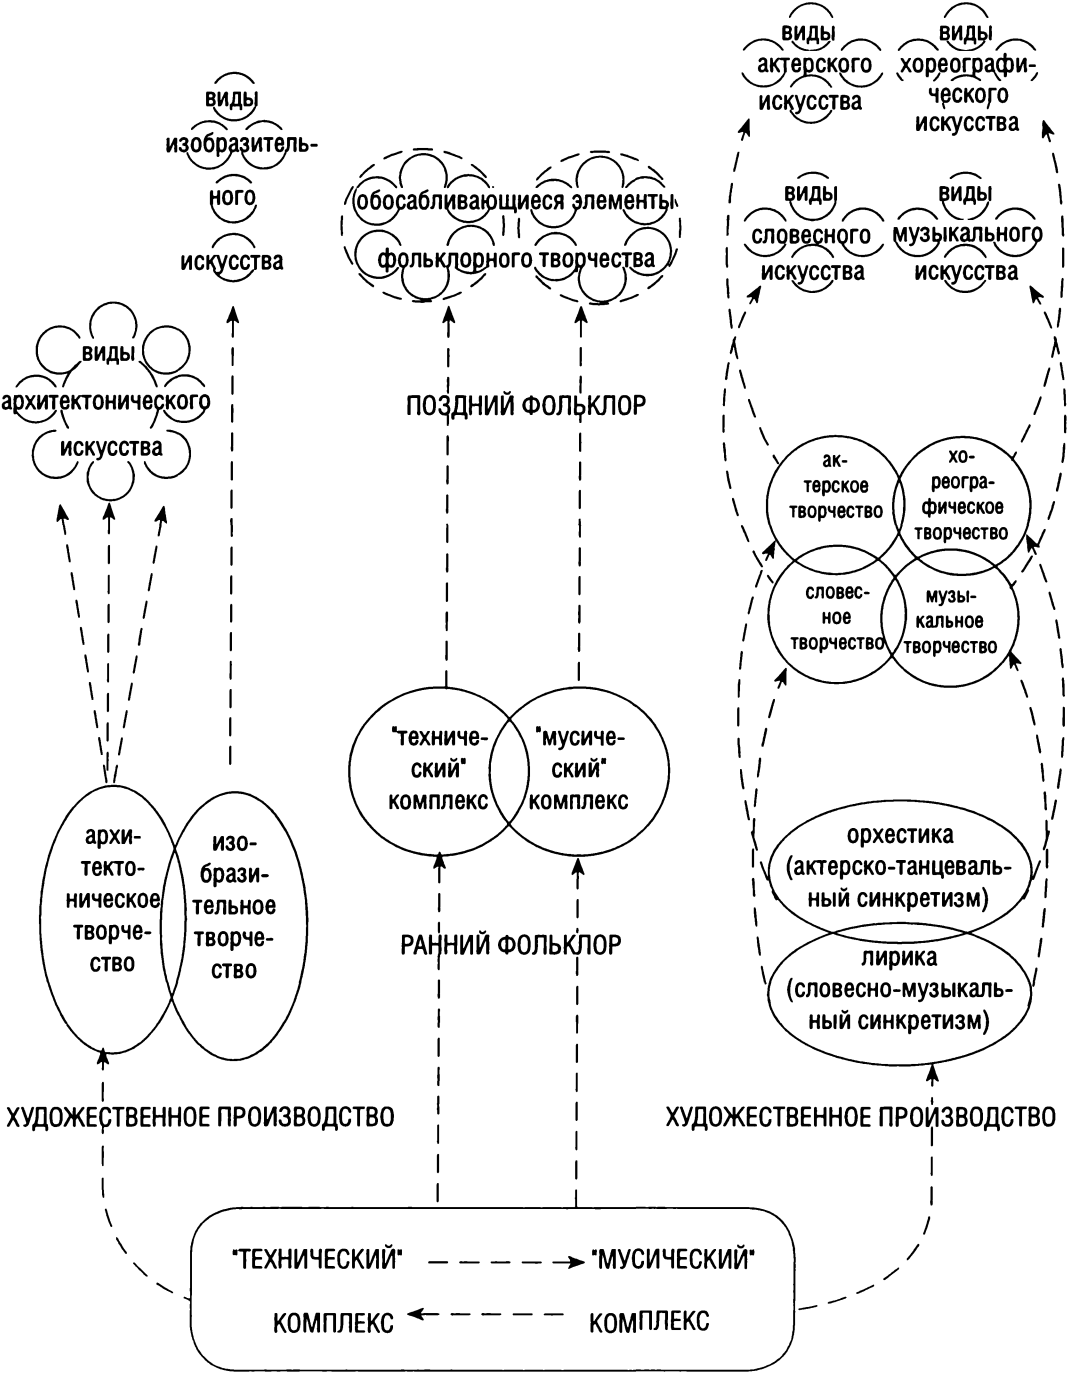 виды
актерского
искусства
виды
хореографи-
ческого
искусства
виды
изобразитель-
ного
искусства
обосабливающиеся элементы
фольклорного творчества
виды
словесного
искусства
виды
музыкального
искусства
виды
архитектонического
искусства
ПОЗДНИЙ ФОЛЬКЛОР
ак-
терское
творчество
хо-
реогра-
фическое
творчество
словес-
ное
творчество
музы-
кальное
творчество
"техниче-
ский"
комплекс
"мусиче-
ский"
комплекс
архи-
текто-
ническое
творче-
ство
изо-
брази-
тельное
творче-
ство
орхестика
(актерско-танцеваль-
ный синкретизм)
РАННИЙ ФОЛЬКЛОР
лирика
(словесно-музыкаль-
ный синкретизм)
ХУДОЖЕСТВЕННОЕ ПРОИЗВОДСТВО
ХУДОЖЕСТВЕННОЕ ПРОИЗВОДСТВО
"ТЕХНИЧЕСКИЙ"
КОМПЛЕКС
"МУСИЧЕСКИЙ"
КОМПЛЕКС